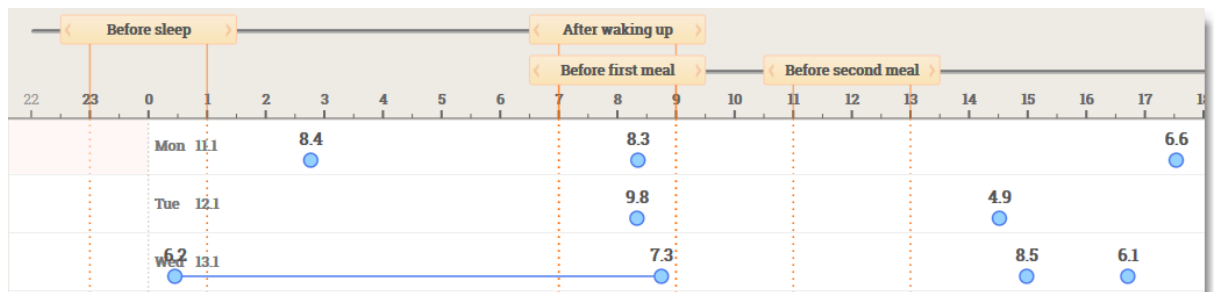 Before sleep After waking up
Before first meal Before second meal
22 23 0 1 2 3 4 5 6 7 8 9 10 11 12 13 14 15 16 17
8.4 8.3 6.6
Mon 11.1
9.8 4.9
Tue 12.1
6.2 7.3 8.5 6.1
Wed 13.1